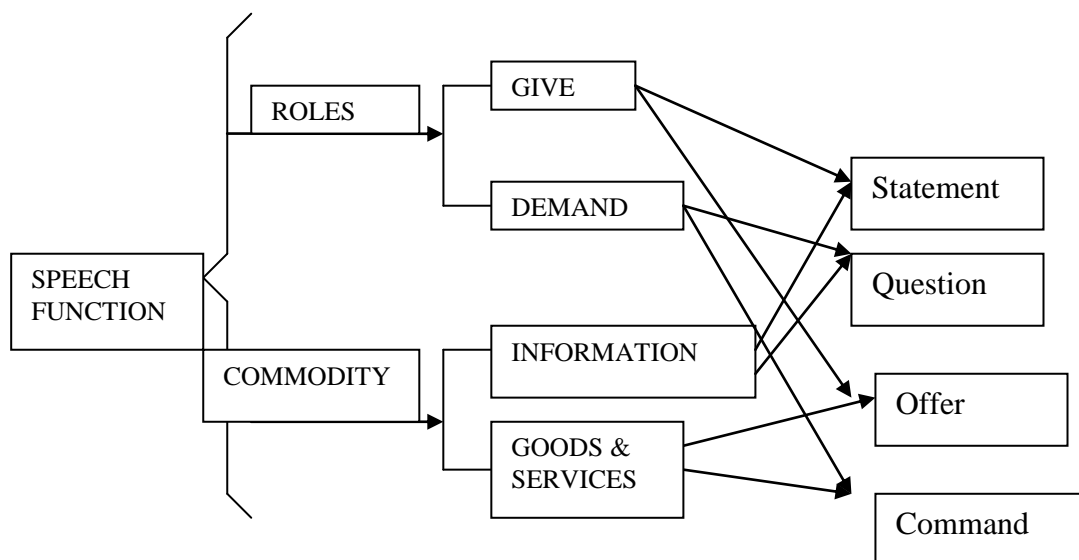 GIVE
ROLES
Statement
DEMAND
SPEECH
FUNCTION
Question
INFORMATION
COMMODITY
Offer
GOODS &
SERVICES
Command